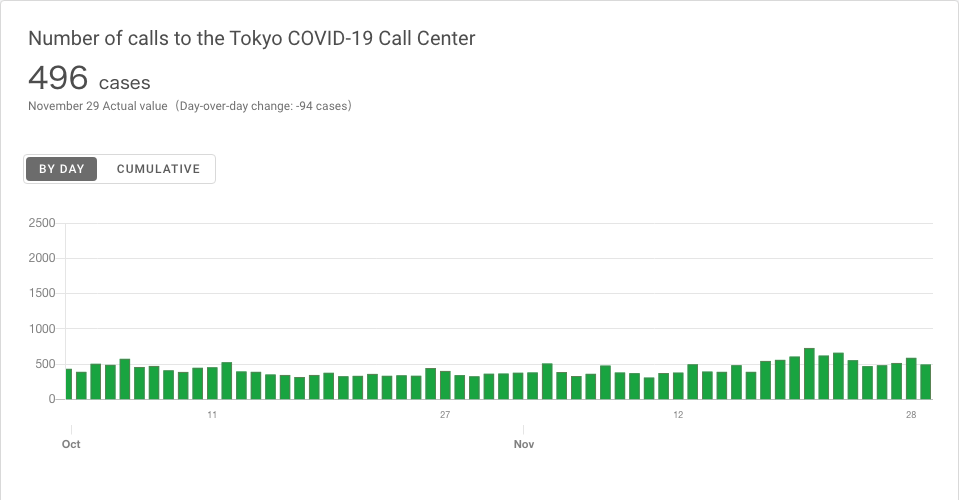 Number of calls to the Tokyo COVID-19 Call Center
496 cases
November 29 Actual value（Day-over-day change: -94 cases）
BY DAY CUMULATIVE
2500
2000
1500
1000
500
0
11 27 12 28
Oct Nov